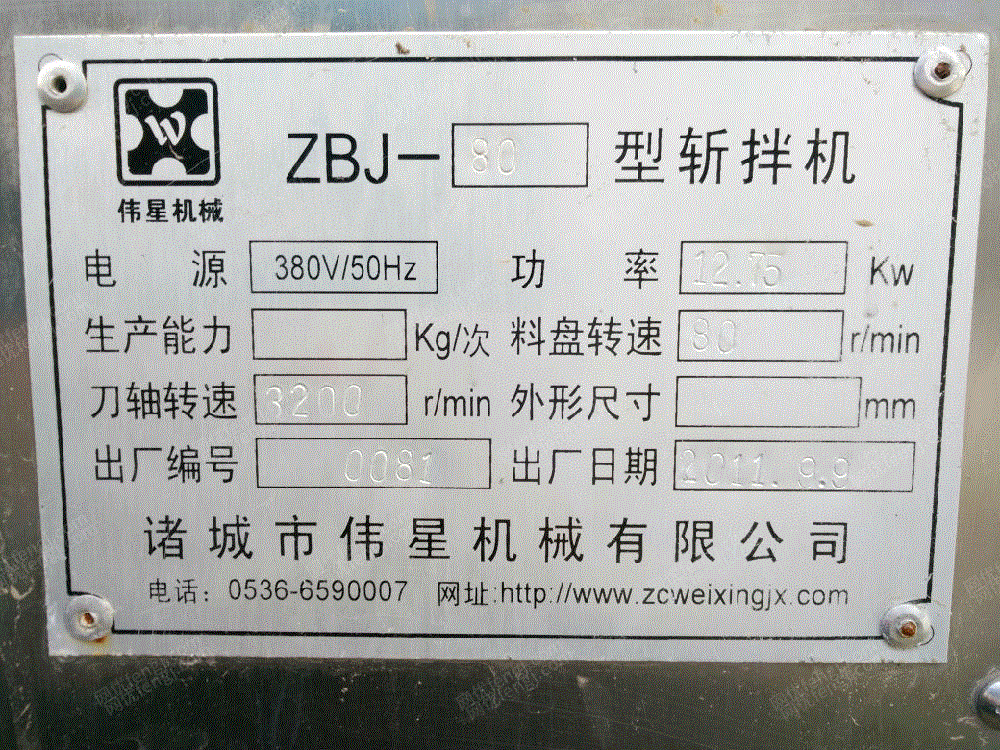 W
伟星机械
ZBJ-80型斩拌机
电源 380V/50Hz 功率 12.75 Kw
生产能力 Kg/次 料盘转速 80 r/min
刀轴转速 3200 r/min 外形尺寸 mm
出厂编号 0081 出厂日期 2011.9.9
诸城市伟星机械有限公司
电话：0536-6590007 网址:http://www.zcweixingjx.com